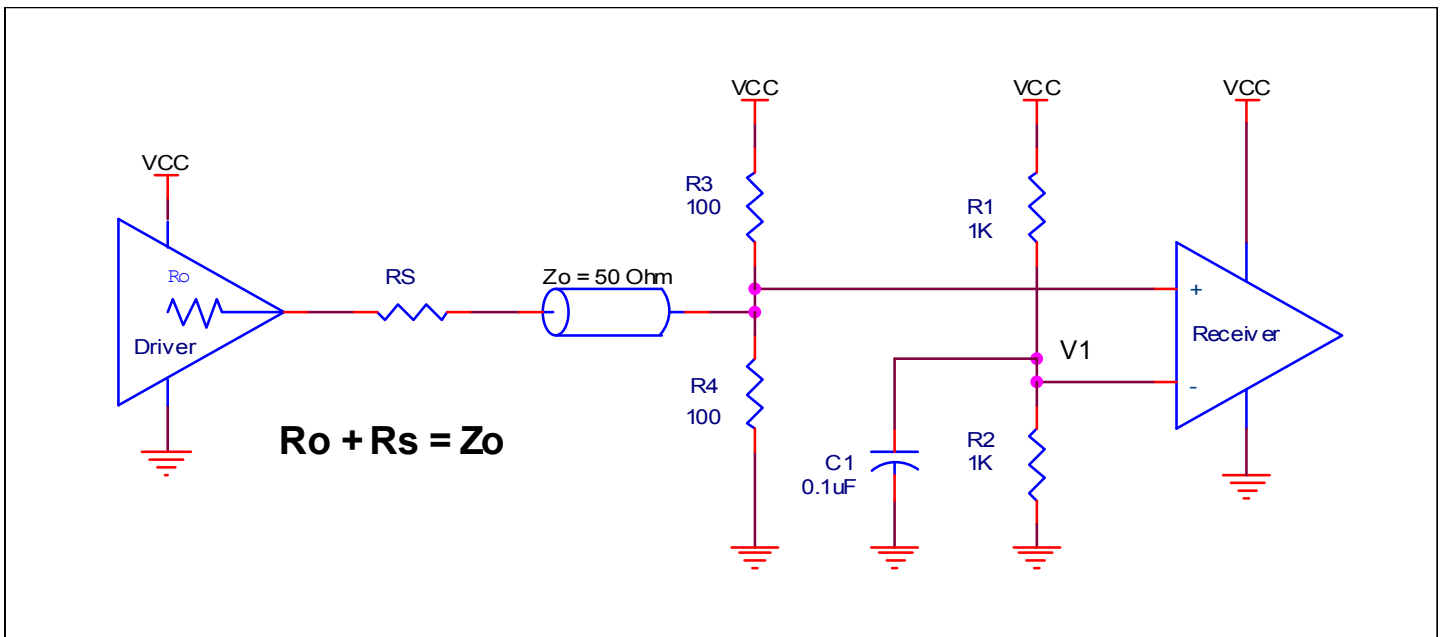 VCC
VCC
VCC
VCC
R3
100
R1
1K
Ro
RS
Zo = 50 Ohm
+
Driver
Receiver
V1
-
R4
100
Ro + Rs = Zo
C1
0.1uF
R2
1K